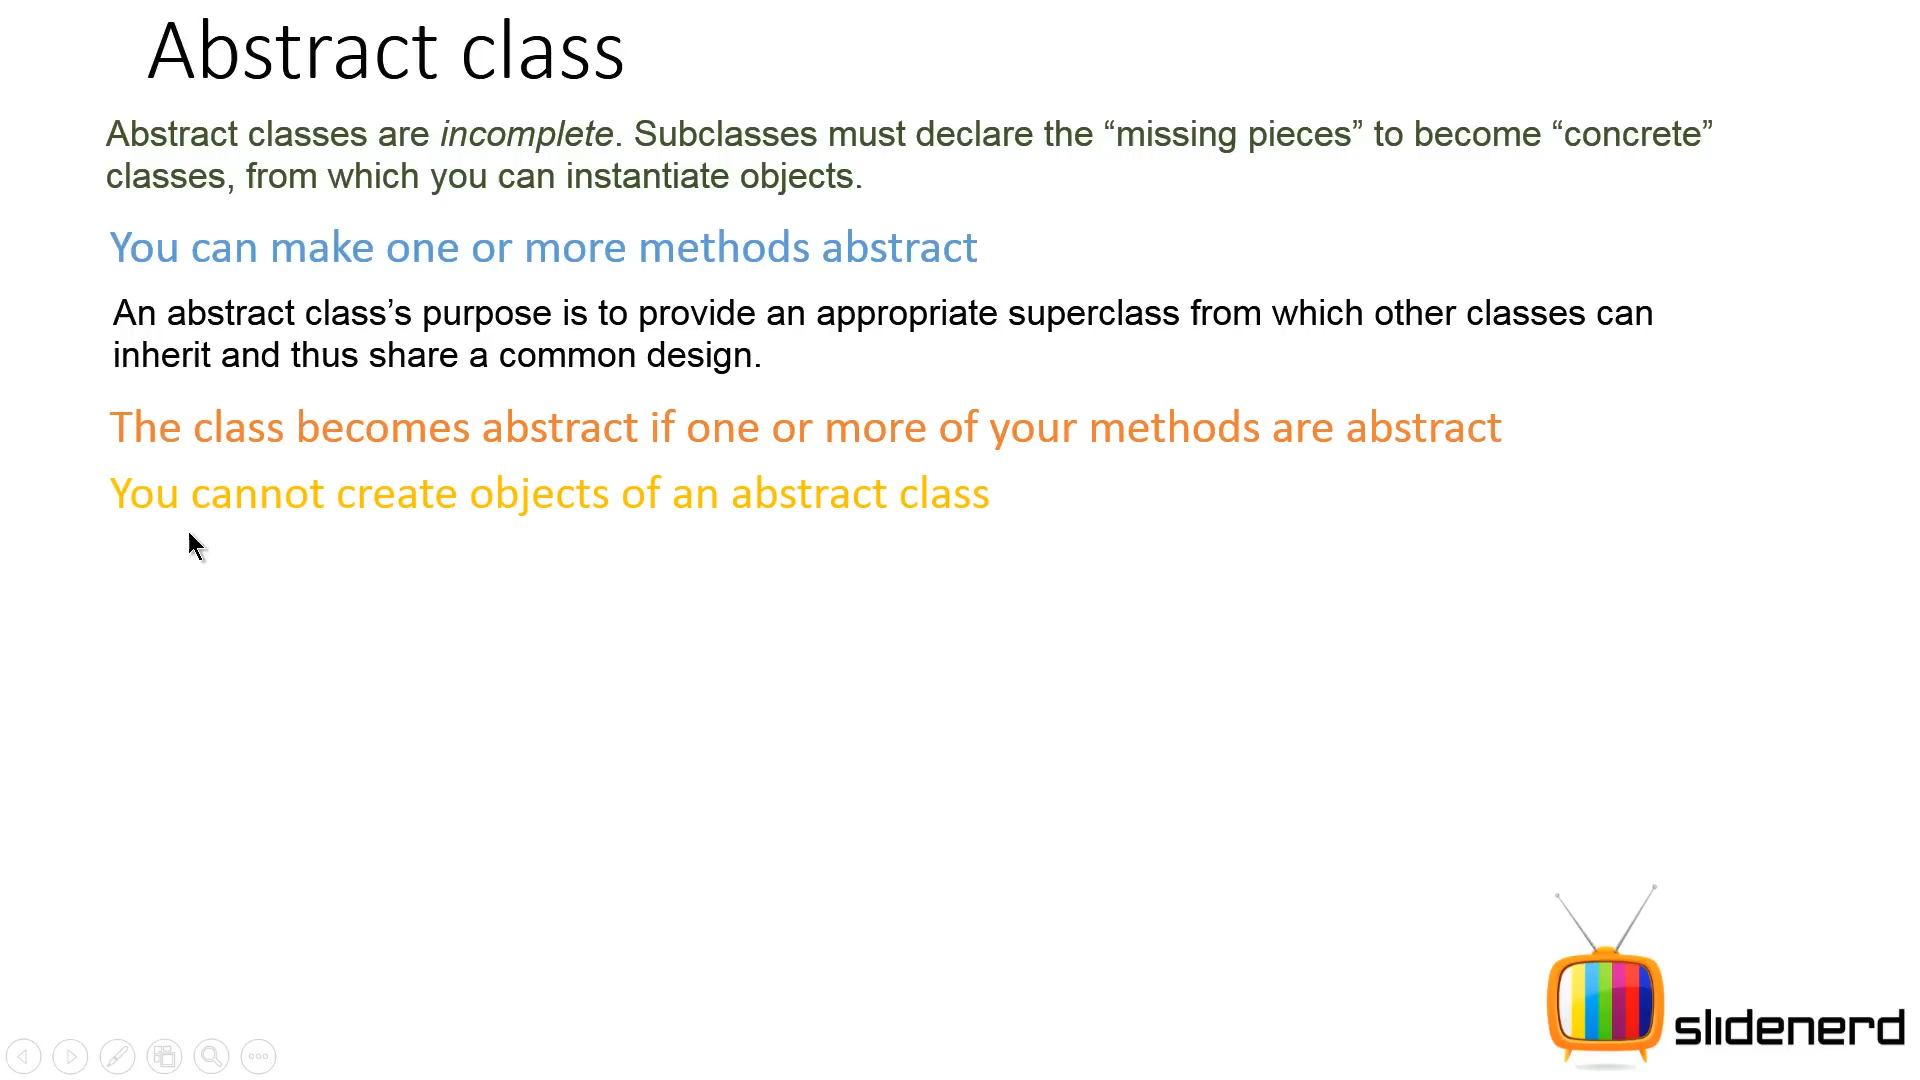 Abstract class
Abstract classes are incomplete. Subclasses must declare the “missing pieces” to become “concrete”
classes, from which you can instantiate objects.
You can make one or more methods abstract
An abstract class’s purpose is to provide an appropriate superclass from which other classes can
inherit and thus share a common design.
The class becomes abstract if one or more of your methods are abstract
You cannot create objects of an abstract class
slidenerd